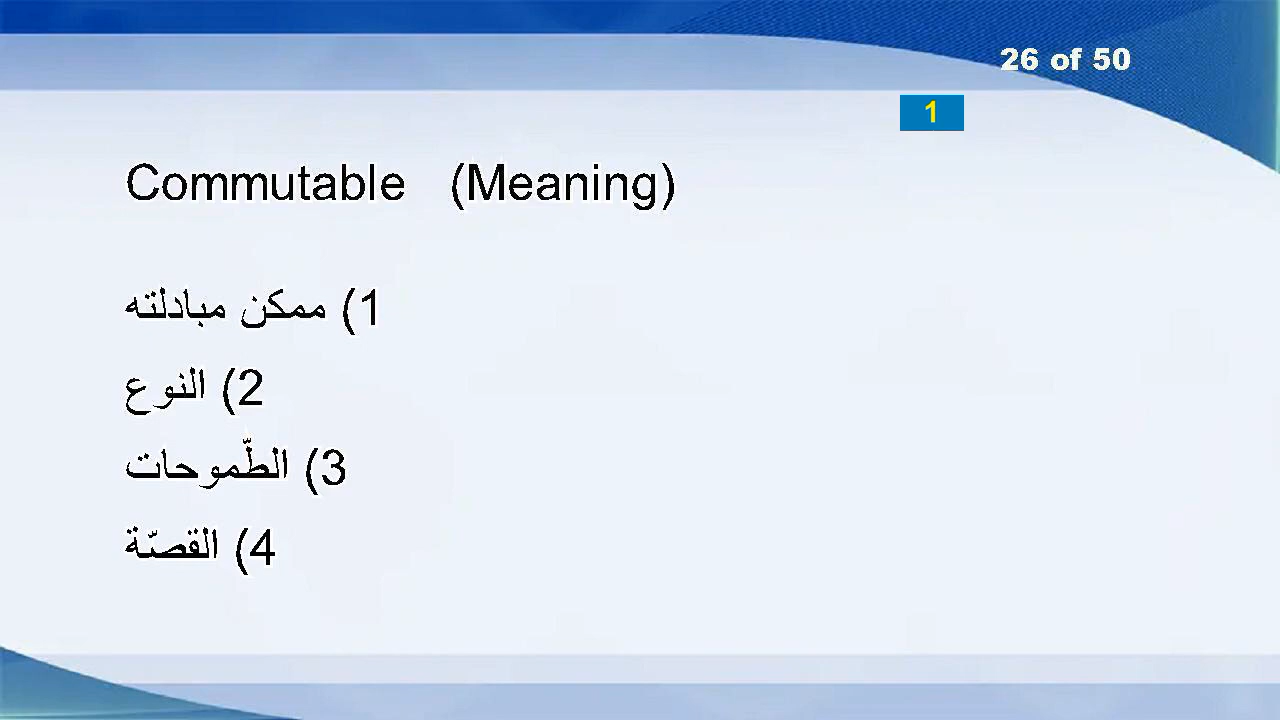 26 of 50
1
Commutable (Meaning)
1) ممكن مبادلته
2) النوع
3) الطّموحات
4) القصّة